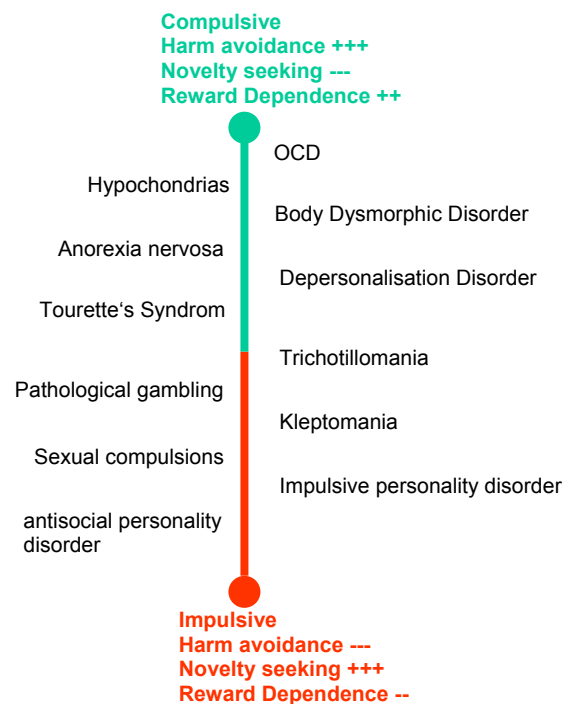 Compulsive
Harm avoidance +++
Novelty seeking ---
Reward Dependence ++
OCD
Hypochondrias
Body Dysmorphic Disorder
Anorexia nervosa
Depersonalisation Disorder
Tourette‘s Syndrom
Trichotillomania
Pathological gambling
Kleptomania
Sexual compulsions
Impulsive personality disorder
antisocial personality
disorder
Impulsive
Harm avoidance ---
Novelty seeking +++
Reward Dependence --